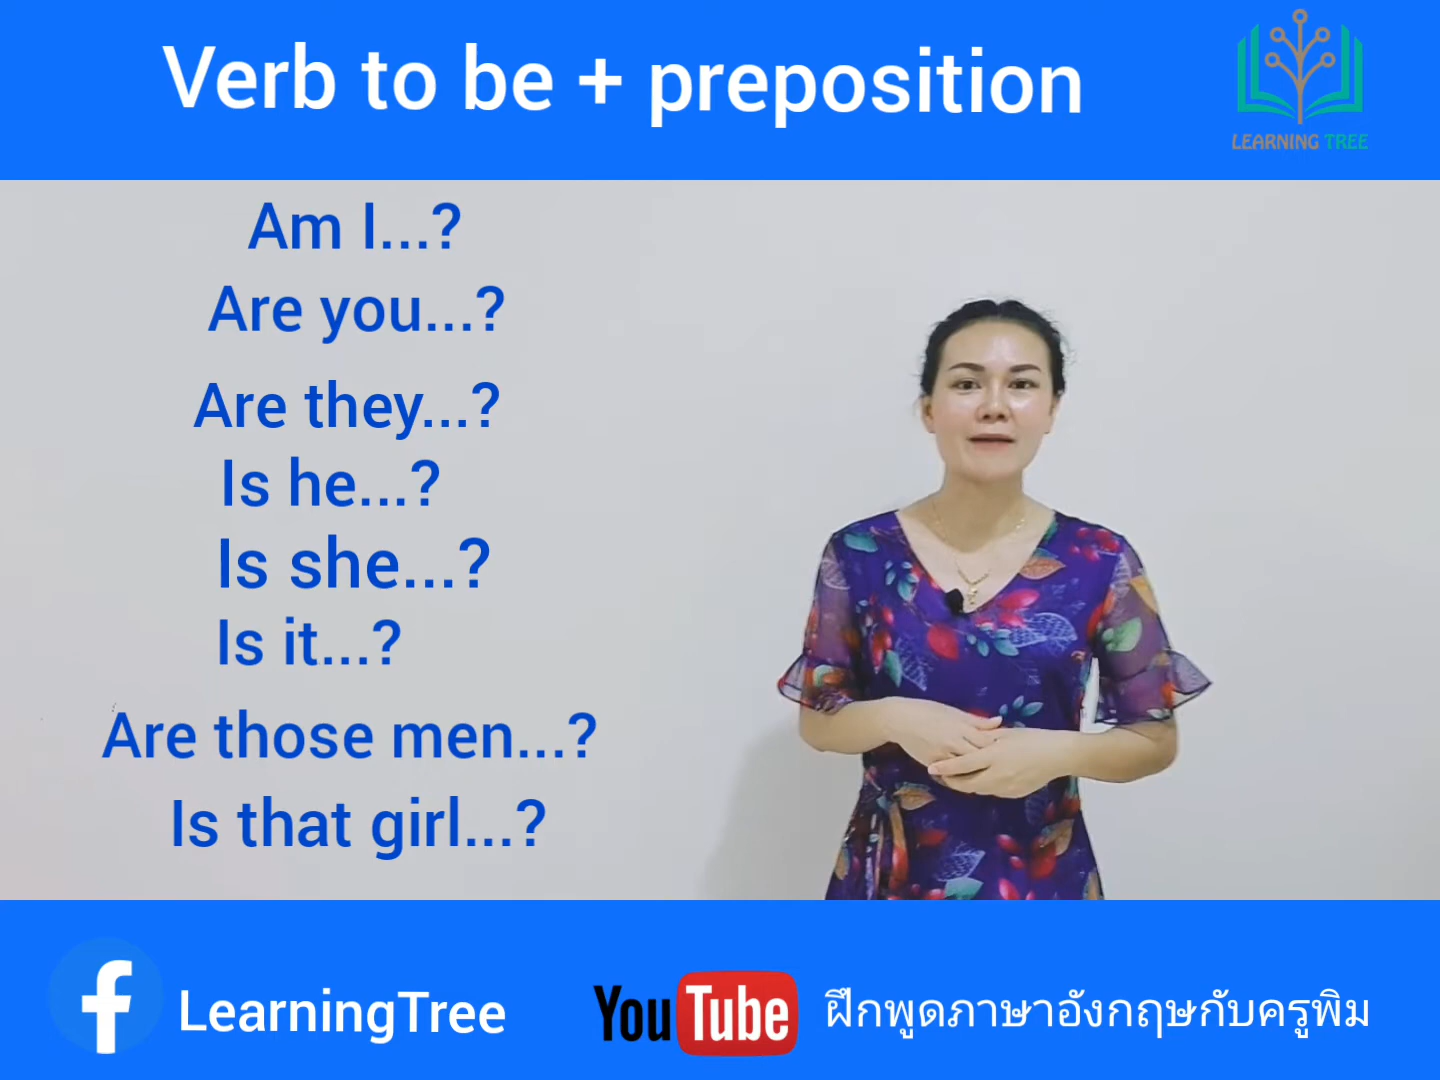 Verb to be + preposition
LEARNING TREE
Am I...?
Are you...?
Are they...?
Is he...?
Is she...?
Is it...?
Are those men...?
Is that girl...?
LearningTree
YouTube
ฝึกพูดภาษาอังกฤษกับครูพิม